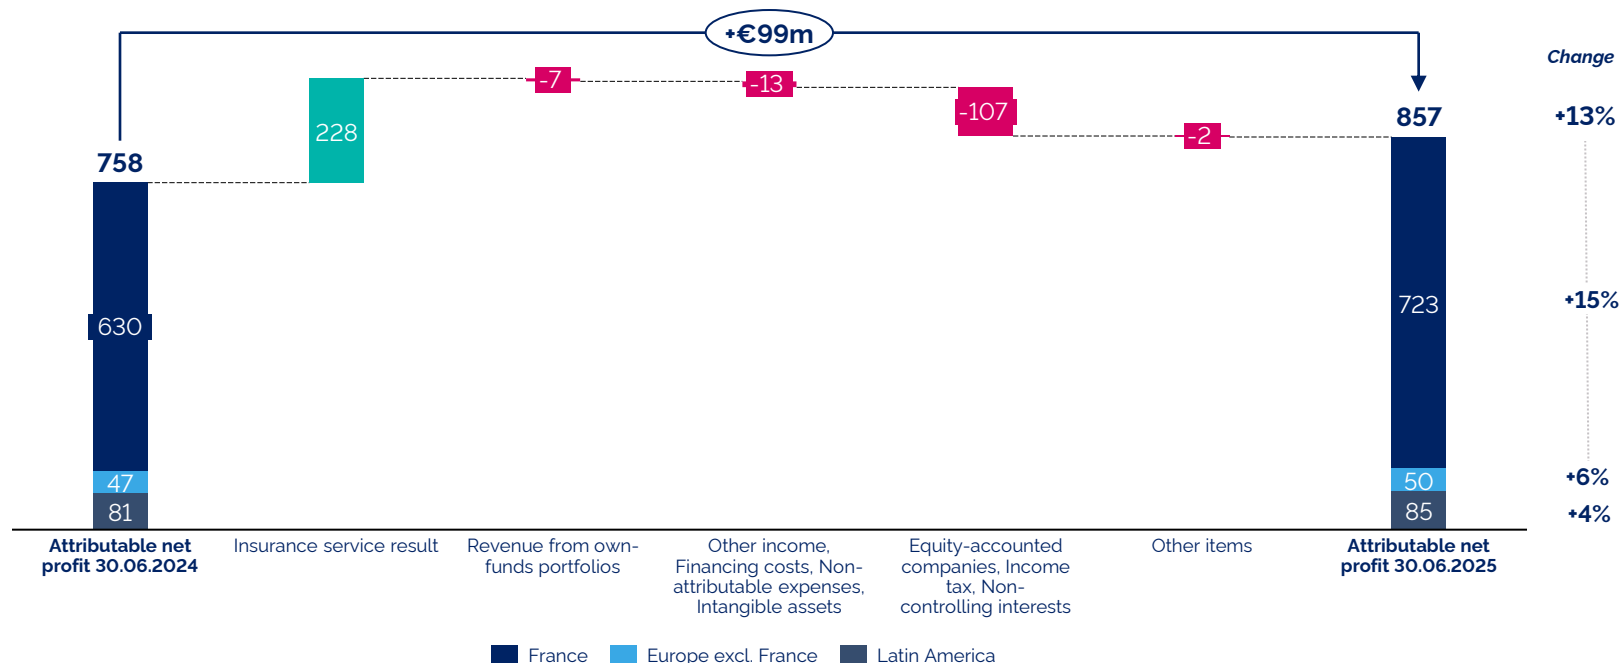 +€99m
Change
758
228
-7
-13
-107
-2
857
+13%
630
723
+15%
47
50
+6%
81
85
+4%
Attributable net
profit 30.06.2024
Insurance service result
Revenue from own-
funds portfolios
Other income,
Financing costs, Non-
attributable expenses,
Intangible assets
Equity-accounted
companies, Income
tax, Non-
controlling interests
Other items
Attributable net
profit 30.06.2025
France
Europe excl. France
Latin America